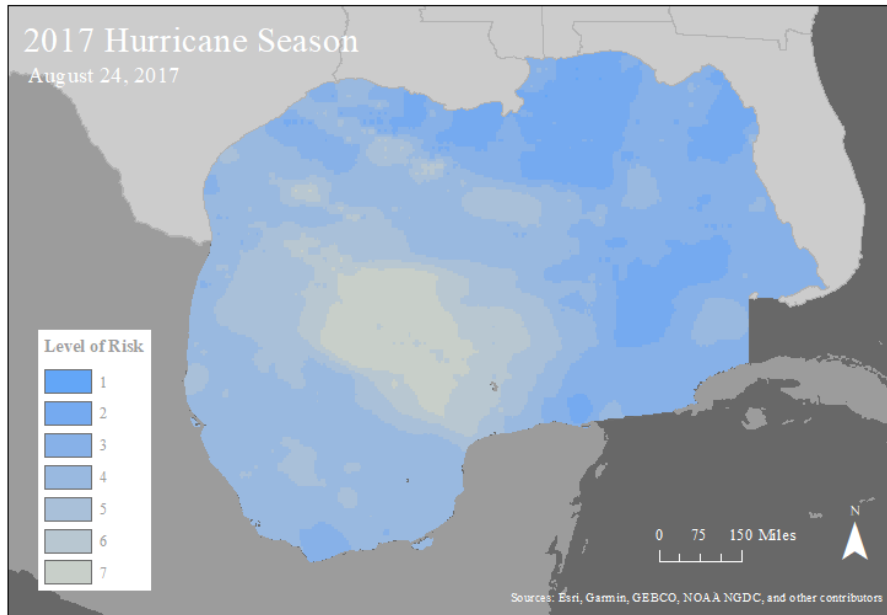 2017 Hurricane Season
August 24, 2017
Level of Risk
1
2
3
4
5
6
7
0 75 150 Miles
N
Sources: Esri, Garmin, GEBCO, NOAA NGDC, and other contributors